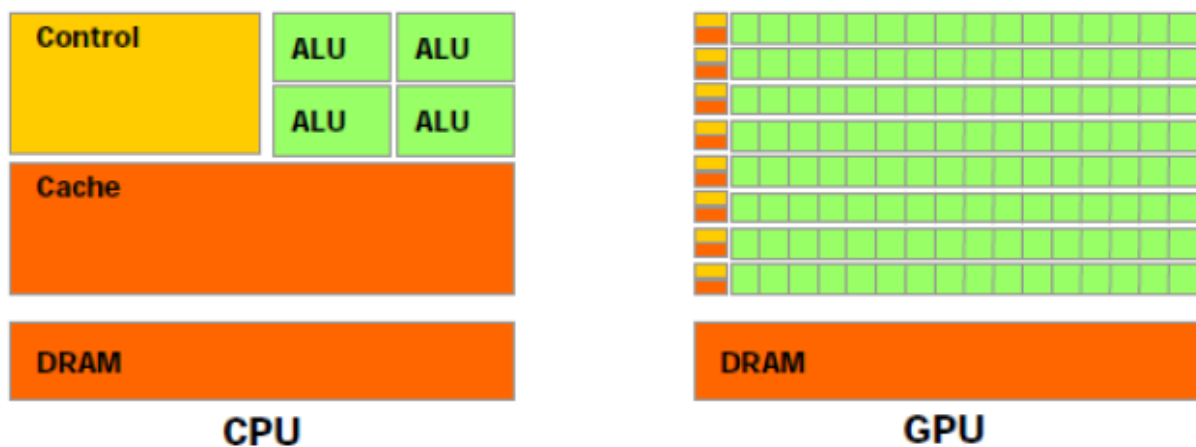 Control
ALU ALU
ALU ALU
Cache
DRAM
CPU
DRAM
GPU